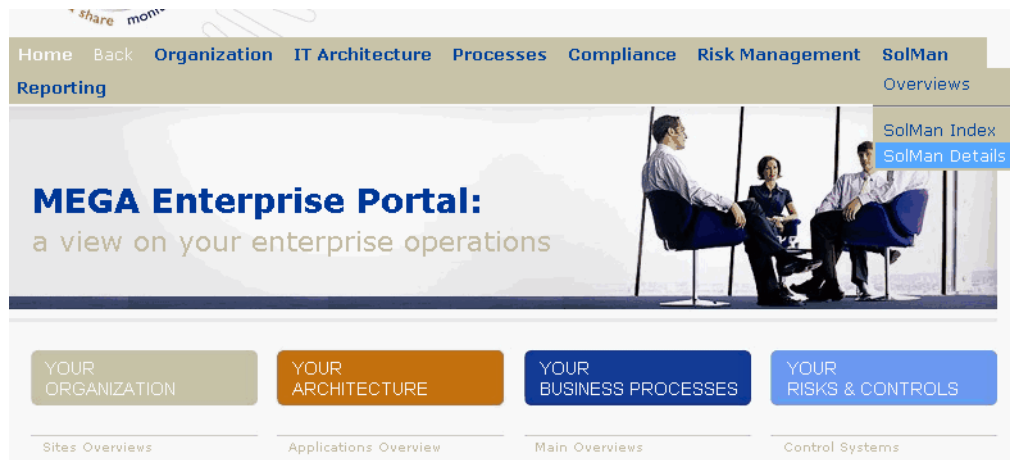 share moni
Home Back Organization IT Architecture Processes Compliance Risk Management SolMan
Reporting
Overviews
SolMan Index
SolMan Details
MEGA Enterprise Portal:
a view on your enterprise operations
YOUR
ORGANIZATION
YOUR
ARCHITECTURE
YOUR
BUSINESS PROCESSES
YOUR
RISKS & CONTROLS
Sites Overviews
Applications Overview
Main Overviews
Control Systems